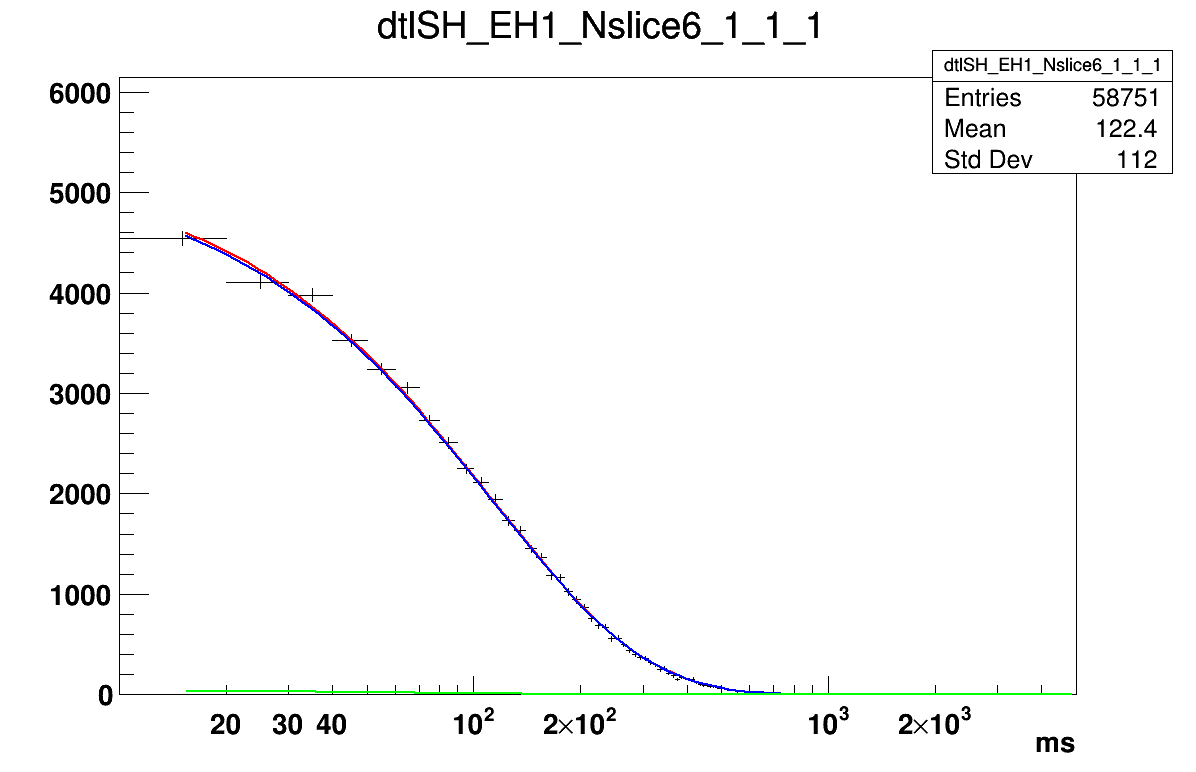 dtlSH_EH1_Nslice6_1_1_1
dtlSH_EH1_Nslice6_1_1_1
Entries 58751
Mean 122.4
Std Dev 112
6000
5000
4000
3000
2000
1000
0
20 30 40 10² 2×10² 10³ 2×10³
ms